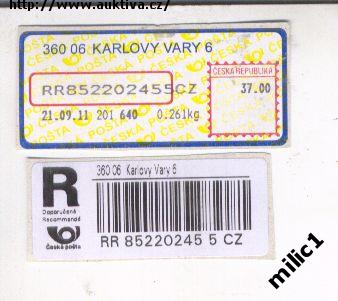 http://www.auktiva.cz/
360 06 KARLOVY VARY 6
ČESKÁ REPUBLIKA
RR852202455CZ
37.00
21.09.11 201 640 0.261kg
ČESKÁ POŠTA
R
Doporučeně
Recommandé
Česká pošta
360 06 Karlovy Vary 6
RR 85220245 5 CZ
milic1